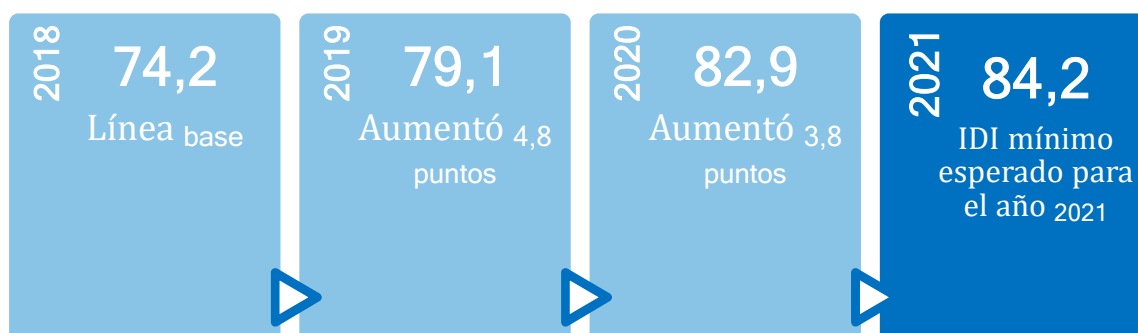 2018
74,2
Línea base
2019
79,1
Aumentó 4,8
puntos
2020
82,9
Aumentó 3,8
puntos
2021
84,2
IDI mínimo
esperado para
el año 2021